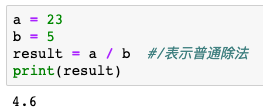 a = 23
b = 5
result = a / b  #/表示普通除法
print(result)
4.6